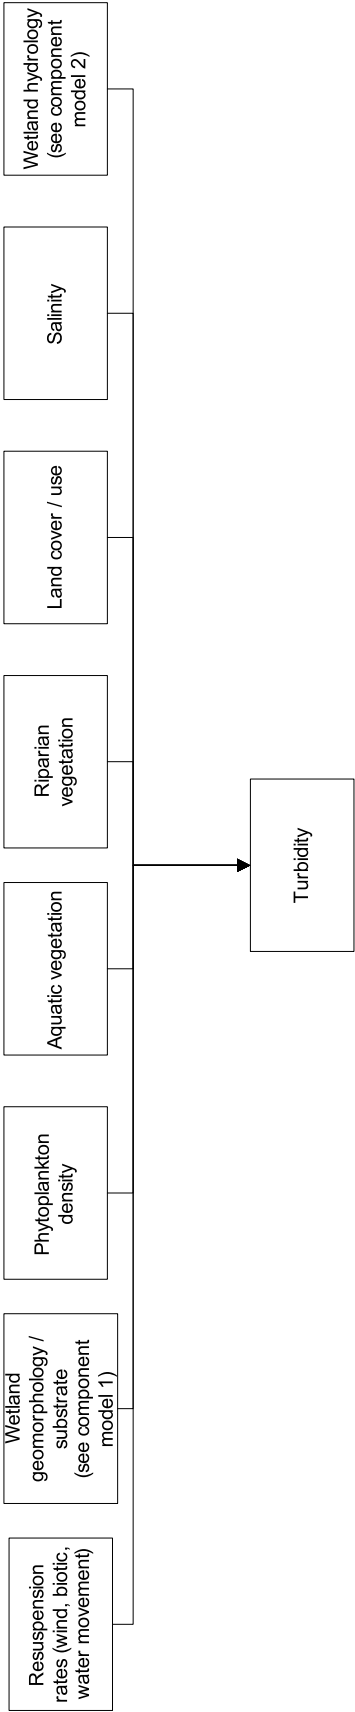 Resuspension
rates (wind, biotic,
water movement)
Wetland
geomorphology /
substrate
(see component
model 1)
Phytoplankton
density
Aquatic vegetation
Riparian
vegetation
Land cover / use
Salinity
Wetland hydrology
(see component
model 2)
Turbidity